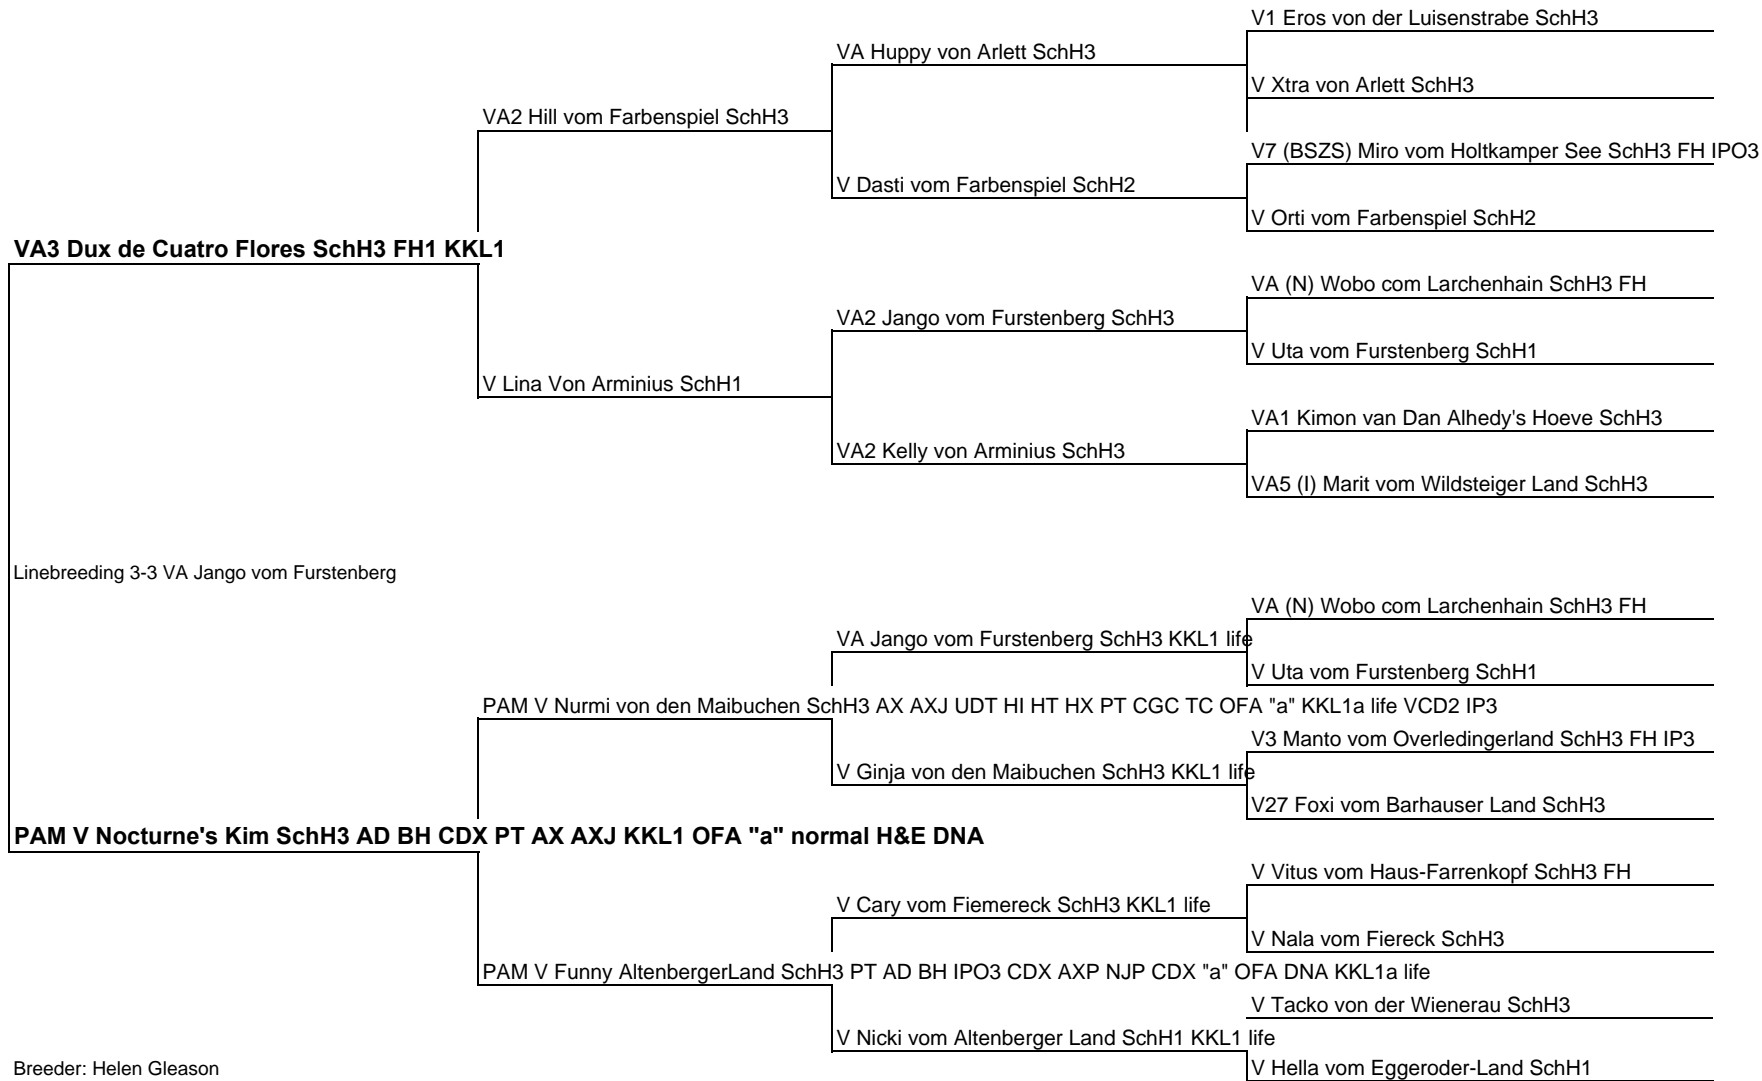 V1 Eros von der Luisenstrabe SchH3
VA Huppy von Arlett SchH3
V Xtra von Arlett SchH3
VA2 Hill vom Farbenspiel SchH3
V7 (BSZS) Miro vom Holtkamper See SchH3 FH IPO3
V Dasti vom Farbenspiel SchH2
V Orti vom Farbenspiel SchH2
VA3 Dux de Cuatro Flores SchH3 FH1 KKL1
VA (N) Wobo com Larchenhain SchH3 FH
VA2 Jango vom Furstenberg SchH3
V Uta vom Furstenberg SchH1
V Lina Von Arminius SchH1
VA1 Kimon van Dan Alhedy's Hoeve SchH3
VA2 Kelly von Arminius SchH3
VA5 (I) Marit vom Wildsteiger Land SchH3
Linebreeding 3-3 VA Jango vom Furstenberg
VA (N) Wobo com Larchenhain SchH3 FH
VA Jango vom Furstenberg SchH3 KKL1 life
V Uta vom Furstenberg SchH1
PAM V Nurmi von den Maibuchen SchH3 AX AXJ UDT HI HT HX PT CGC TC OFA "a" KKL1a life VCD2 IP3
V3 Manto vom Overledingerland SchH3 FH IP3
V Ginja von den Maibuchen SchH3 KKL1 life
V27 Foxi vom Barhauser Land SchH3
PAM V Nocturne's Kim SchH3 AD BH CDX PT AX AXJ KKL1 OFA "a" normal H&E DNA
V Vitus vom Haus-Farrenkopf SchH3 FH
V Cary vom Fiemereck SchH3 KKL1 life
V Nala vom Fiereck SchH3
PAM V Funny AltenbergerLand SchH3 PT AD BH IPO3 CDX AXP NJP CDX "a" OFA DNA KKL1a life
V Tacko von der Wienerau SchH3
V Nicki vom Altenberger Land SchH1 KKL1 life
Breeder: Helen Gleason
V Hella vom Eggeroder-Land SchH1